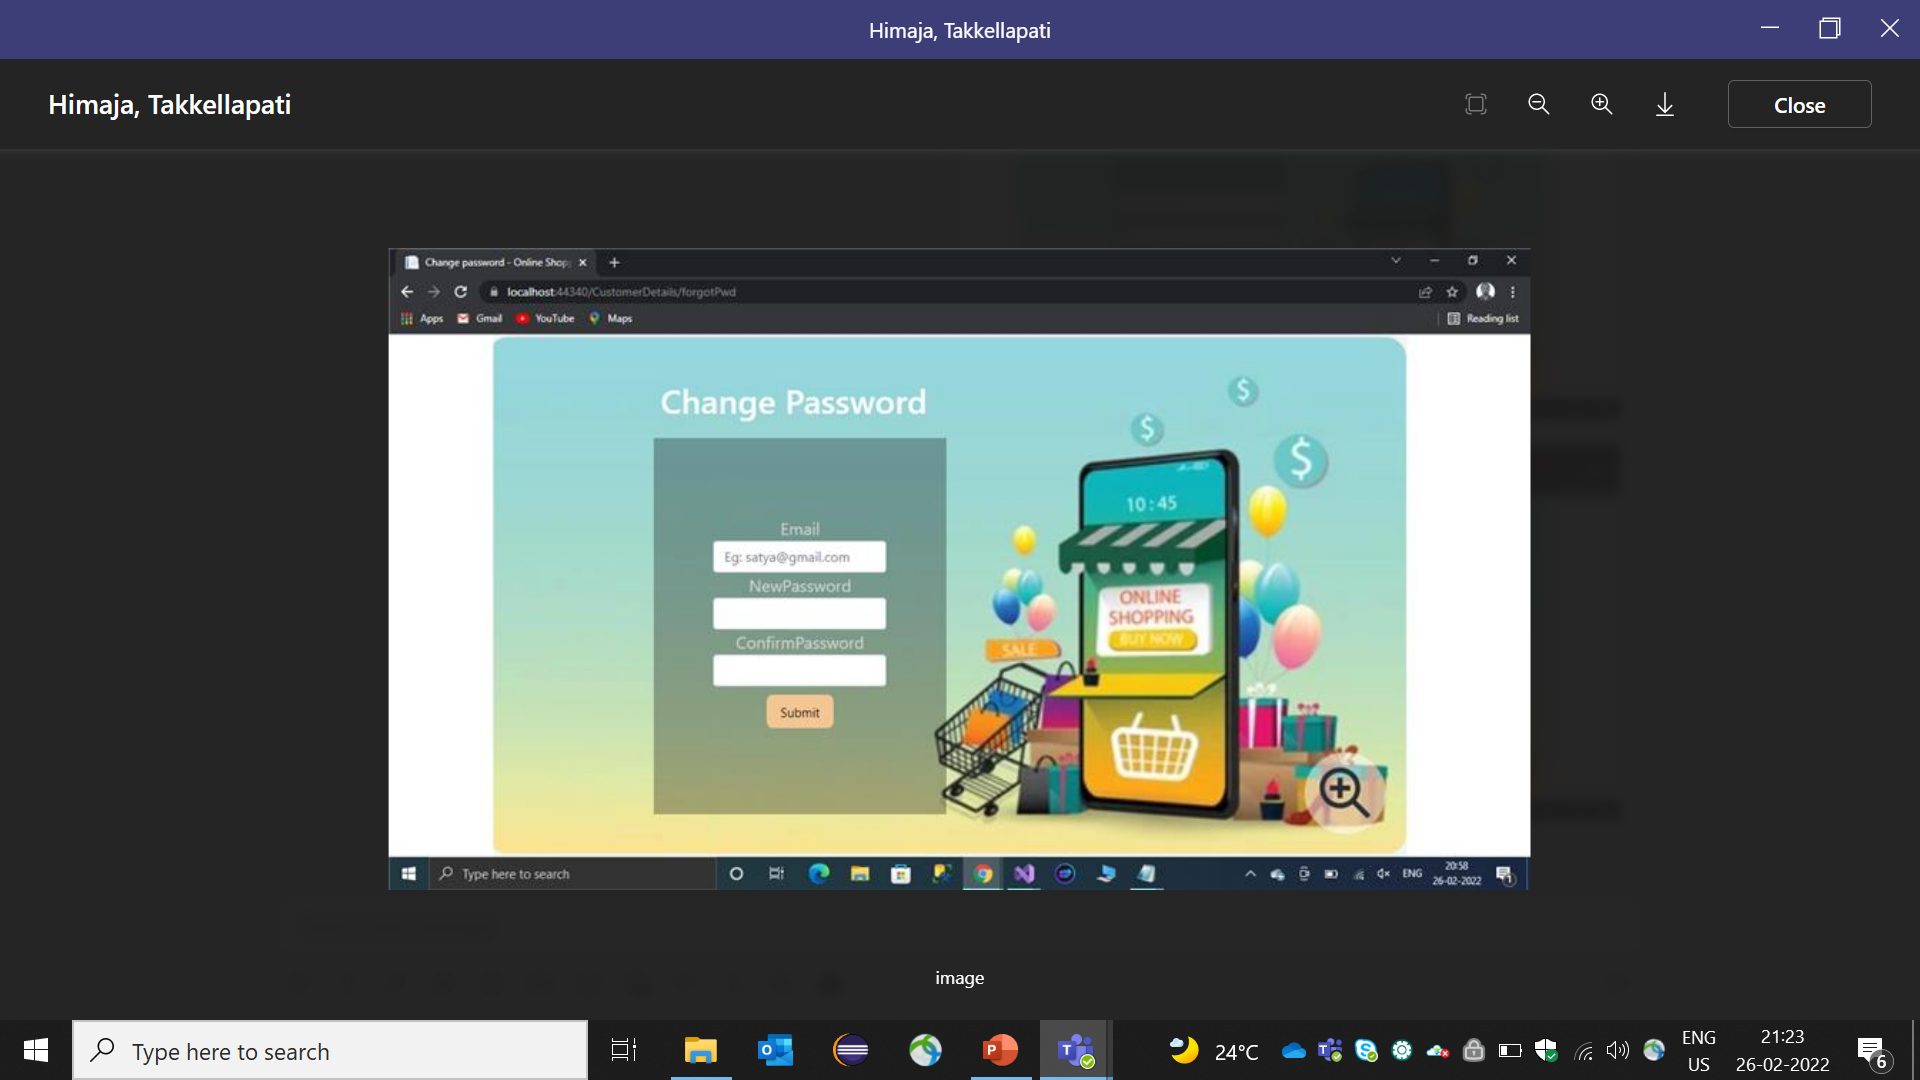 Himaja, Takkellapati
Himaja, Takkellapati
Close
Change password - Online Shop
localhost:44340/CustomerDetails/forgotPwd
Apps
Gmail
YouTube
Maps
Reading list
Change Password
Email
Eg: satya@gmail.com
NewPassword
ConfirmPassword
Submit
$
$
$
10:45
ONLINE
SHOPPING
BUY NOW
SALE
Type here to search
ENG
20:58
26-02-2022
1
image
Type here to search
24°C
ENG
US
21:23
26-02-2022
6